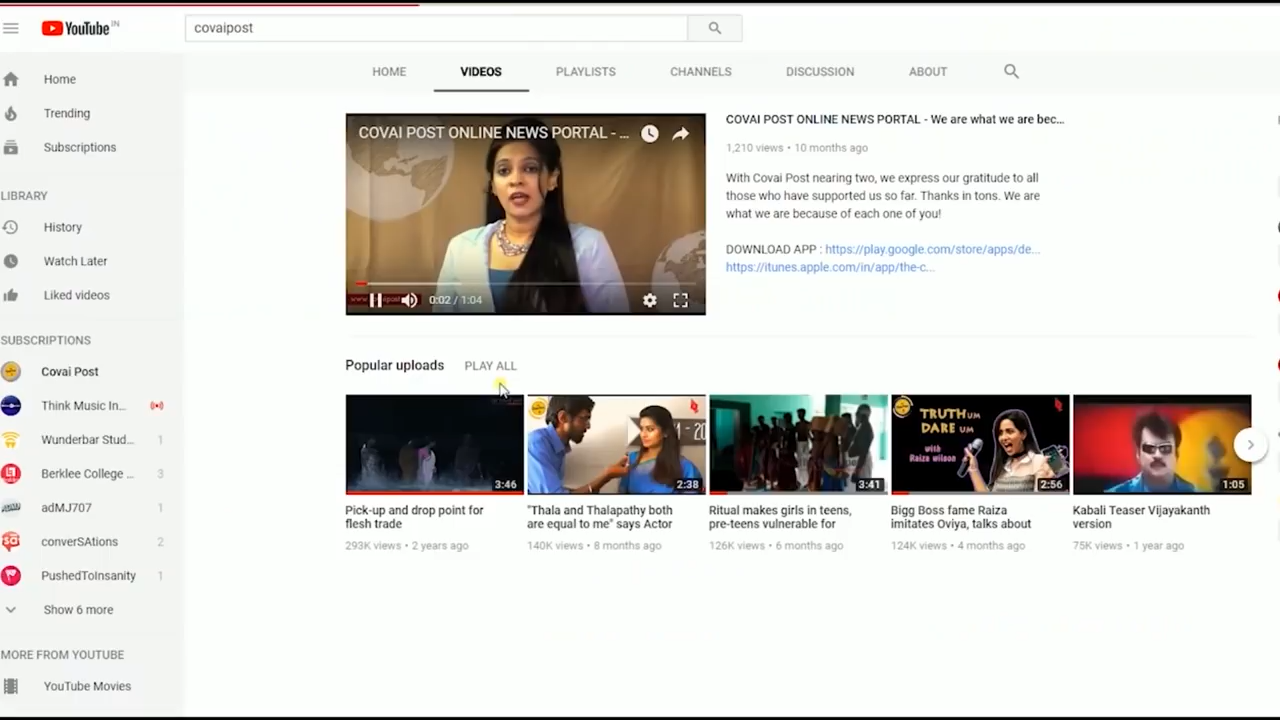 YouTube IN
covaipost
HOME VIDEOS PLAYLISTS CHANNELS DISCUSSION ABOUT
Home
Trending
Subscriptions
LIBRARY
History
Watch Later
Liked videos
SUBSCRIPTIONS
Covai Post
Think Music In...
Wunderbar Stud... 1
Berklee College ... 3
adMJ707 1
converSAtions 2
PushedToInsanity 1
Show 6 more
MORE FROM YOUTUBE
YouTube Movies
COVAI POST ONLINE NEWS PORTAL - ...
0:02 / 1:04
COVAI POST ONLINE NEWS PORTAL - We are what we are bec...
1,210 views • 10 months ago
With Covai Post nearing two, we express our gratitude to all
those who have supported us so far. Thanks in tons. We are
what we are because of each one of you!
DOWNLOAD APP : https://play.google.com/store/apps/de...
https://itunes.apple.com/in/app/the-c...
Popular uploads PLAY ALL
3:46
Pick-up and drop point for
flesh trade
293K views • 2 years ago
2:38
"Thala and Thalapathy both
are equal to me" says Actor
140K views • 8 months ago
3:41
Ritual makes girls in teens,
pre-teens vulnerable for
126K views • 6 months ago
TRUTH UM
DARE UM
with
Raiza wilson
2:56
Bigg Boss fame Raiza
imitates Oviya, talks about
124K views • 4 months ago
1:05
Kabali Teaser Vijayakanth
version
75K views • 1 year ago